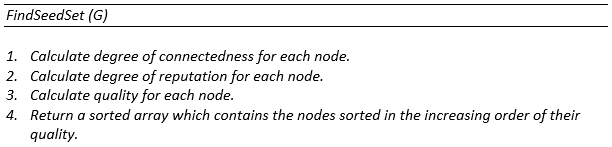 FindSeedSet (G)
1. Calculate degree of connectedness for each node.
2. Calculate degree of reputation for each node.
3. Calculate quality for each node.
4. Return a sorted array which contains the nodes sorted in the increasing order of their
quality.